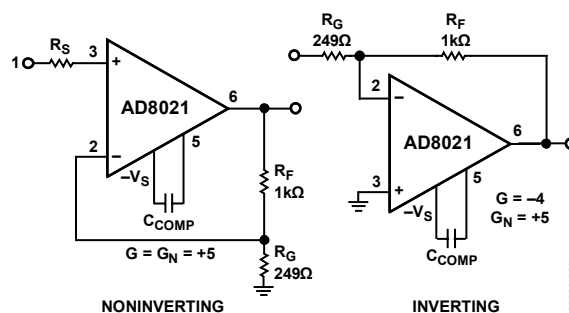 R_S
1
3
+
AD8021
6
2
–
5
–V_S
C_COMP
R_F
1kΩ
G = G_N = +5
R_G
249Ω
NONINVERTING
R_G
249Ω
R_F
1kΩ
2
–
AD8021
6
3
+
5
–V_S
G = –4
G_N = +5
C_COMP
INVERTING